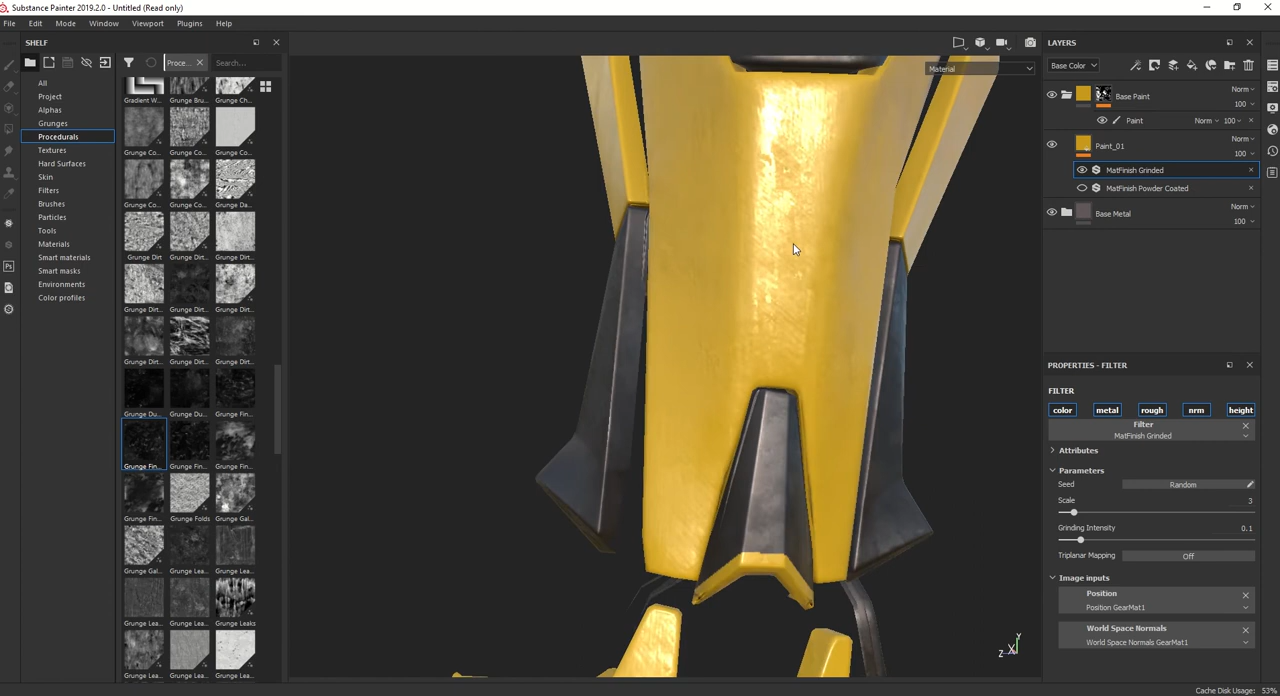 Substance Painter 2019.2.0 - Untitled (Read only)
File Edit Mode Window Viewport Plugins Help
SHELF
Proce... Search...
All
Project
Alphas
Grunges
Procedurals
Textures
Hard Surfaces
Skin
Filters
Brushes
Particles
Tools
Materials
Smart materials
Smart masks
Environments
Color profiles
Gradient W... Grunge Bru... Grunge Ch...
Grunge Co... Grunge Co... Grunge Co...
Grunge Co... Grunge Co... Grunge Da...
Grunge Dirt Grunge Dirt... Grunge Dirt...
Grunge Dirt... Grunge Dirt... Grunge Dirt...
Grunge Dirt... Grunge Dirt... Grunge Dirt...
Grunge Du... Grunge Du... Grunge Fin...
Grunge Fin... Grunge Fin... Grunge Fin...
Grunge Fin... Grunge Folds Grunge Gal...
Grunge Gal... Grunge Lea... Grunge Lea...
Grunge Lea... Grunge Lea... Grunge Leaks
Grunge Lea... Grunge Lea... Grunge Lea...
Ps
Material
Y
Z X
LAYERS
Base Color
Base Paint Norm
100
Paint Norm 100
Paint_01 Norm
100
MatFinish Grinded
MatFinish Powder Coated
Base Metal Norm
100
PROPERTIES - FILTER
FILTER
color metal rough nrm height
Filter
MatFinish Grinded
Attributes
Parameters
Seed Random
Scale 3
Grinding Intensity 0.1
Triplanar Mapping Off
Image inputs
Position
Position GearMat1
World Space Normals
World Space Normals GearMat1
Cache Disk Usage: 53%